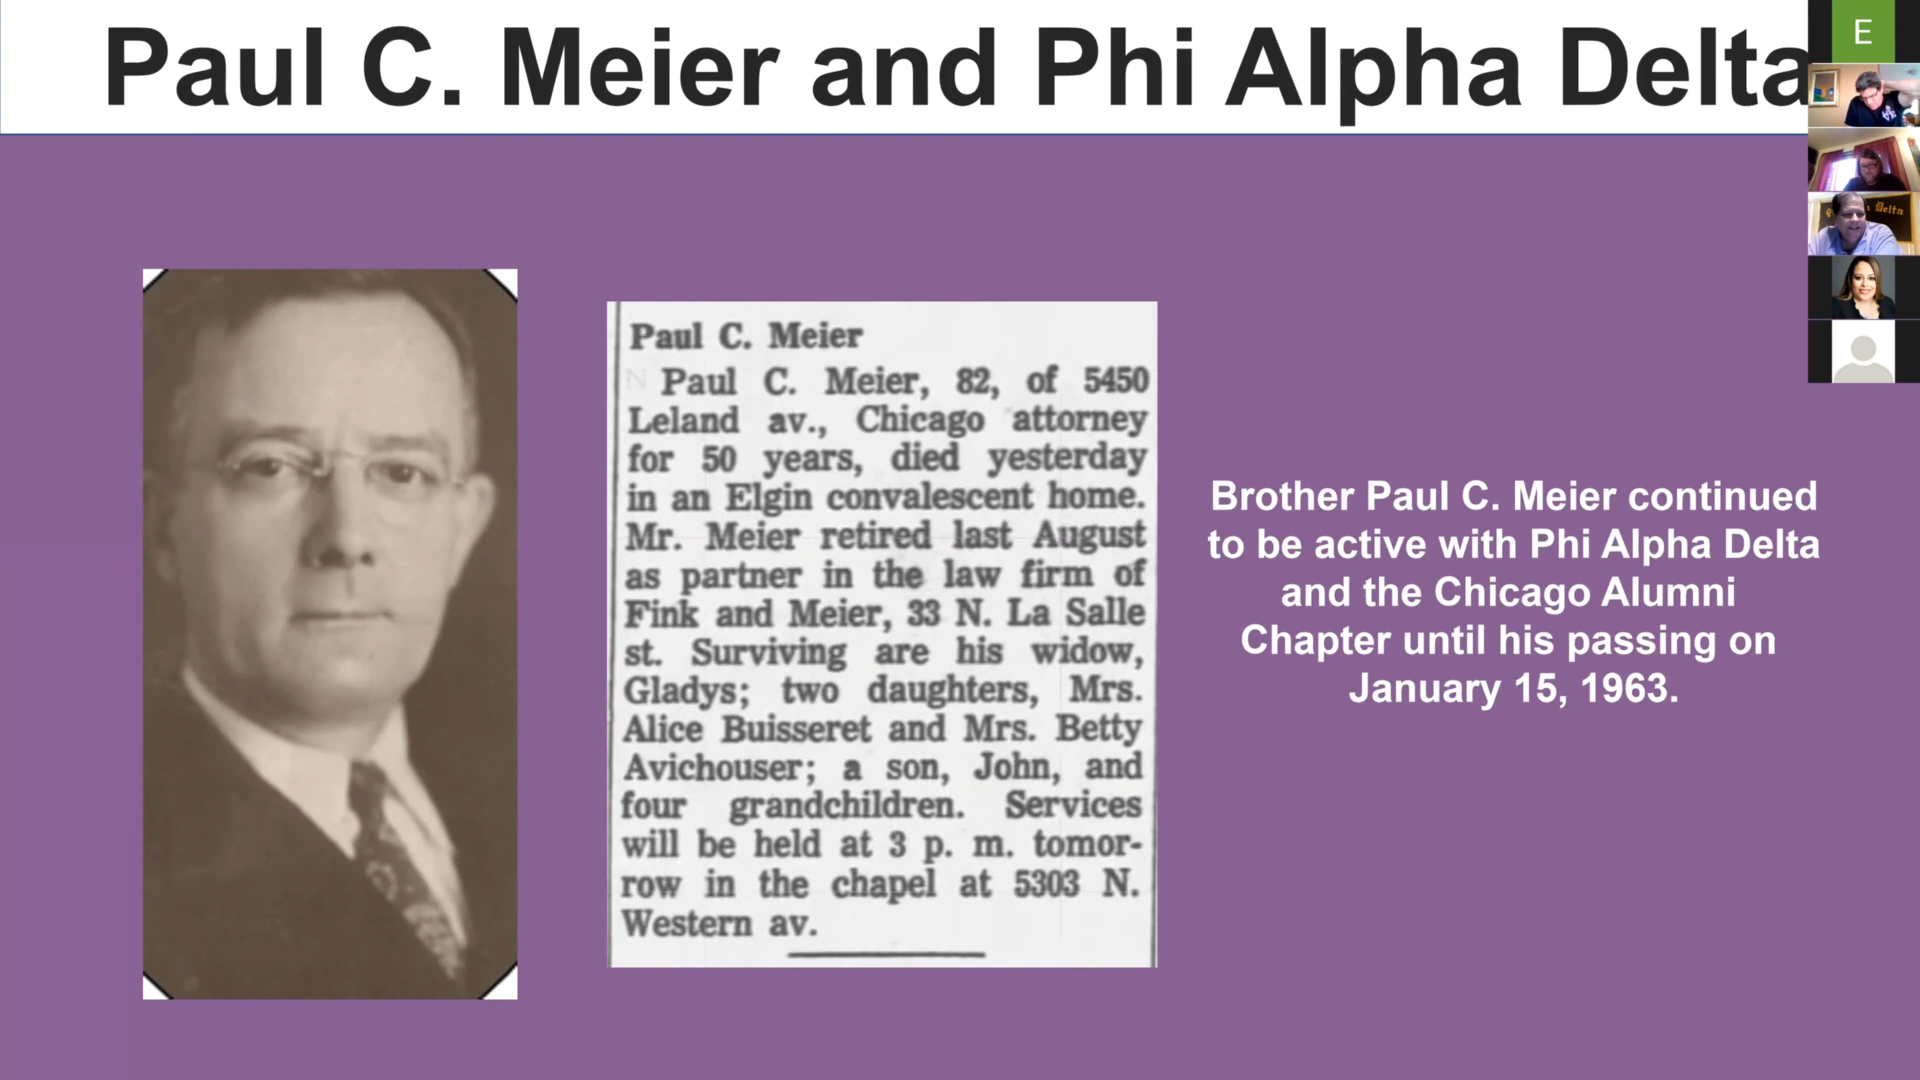 Paul C. Meier and Phi Alpha Delta
E
Delta
Paul C. Meier
Paul C. Meier, 82, of 5450
Leland av., Chicago attorney
for 50 years, died yesterday
in an Elgin convalescent home.
Mr. Meier retired last August
as partner in the law firm of
Fink and Meier, 33 N. La Salle
st. Surviving are his widow,
Gladys; two daughters, Mrs.
Alice Buisseret and Mrs. Betty
Avichouser; a son, John, and
four grandchildren. Services
will be held at 3 p. m. tomor-
row in the chapel at 5303 N.
Western av.
Brother Paul C. Meier continued
to be active with Phi Alpha Delta
and the Chicago Alumni
Chapter until his passing on
January 15, 1963.